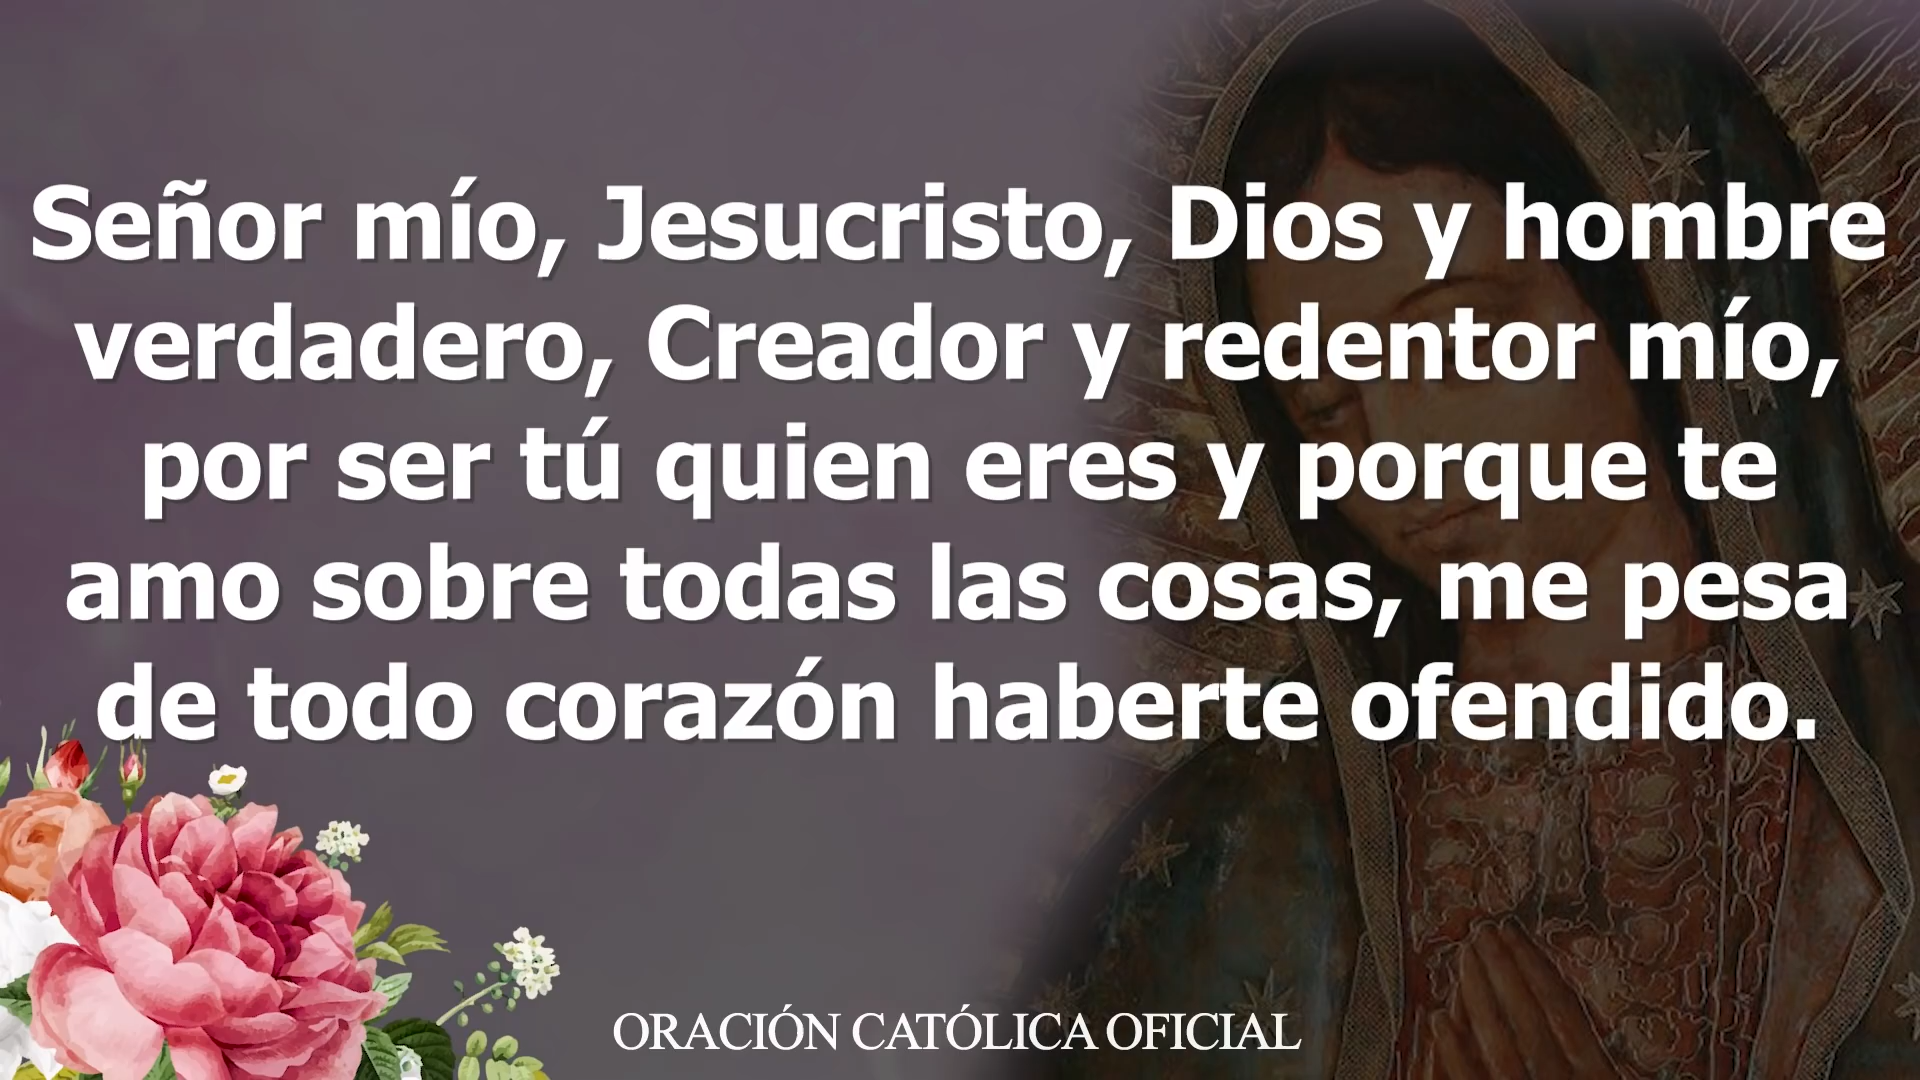 Señor mío, Jesucristo, Dios y hombre
verdadero, Creador y redentor mío,
por ser tú quien eres y porque te
amo sobre todas las cosas, me pesa
de todo corazón haberte ofendido.
ORACIÓN CATÓLICA OFICIAL